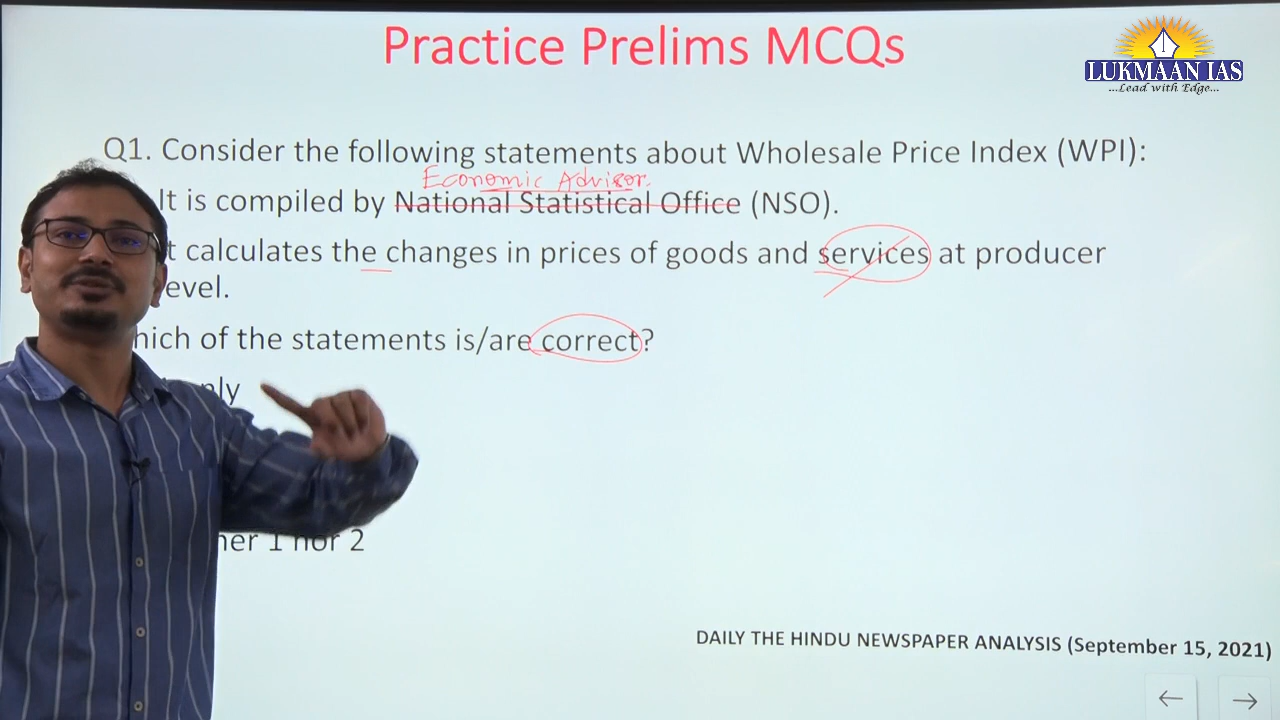 Practice Prelims MCQs
LUKMAAN IAS
...Lead with Edge...
Q1. Consider the following statements about Wholesale Price Index (WPI):
Economic Advisor.
It is compiled by National Statistical Office (NSO).
calculates the changes in prices of goods and services at producer
evel.
hich of the statements is/are correct?
nly
her 1 nor 2
DAILY THE HINDU NEWSPAPER ANALYSIS (September 15, 2021)